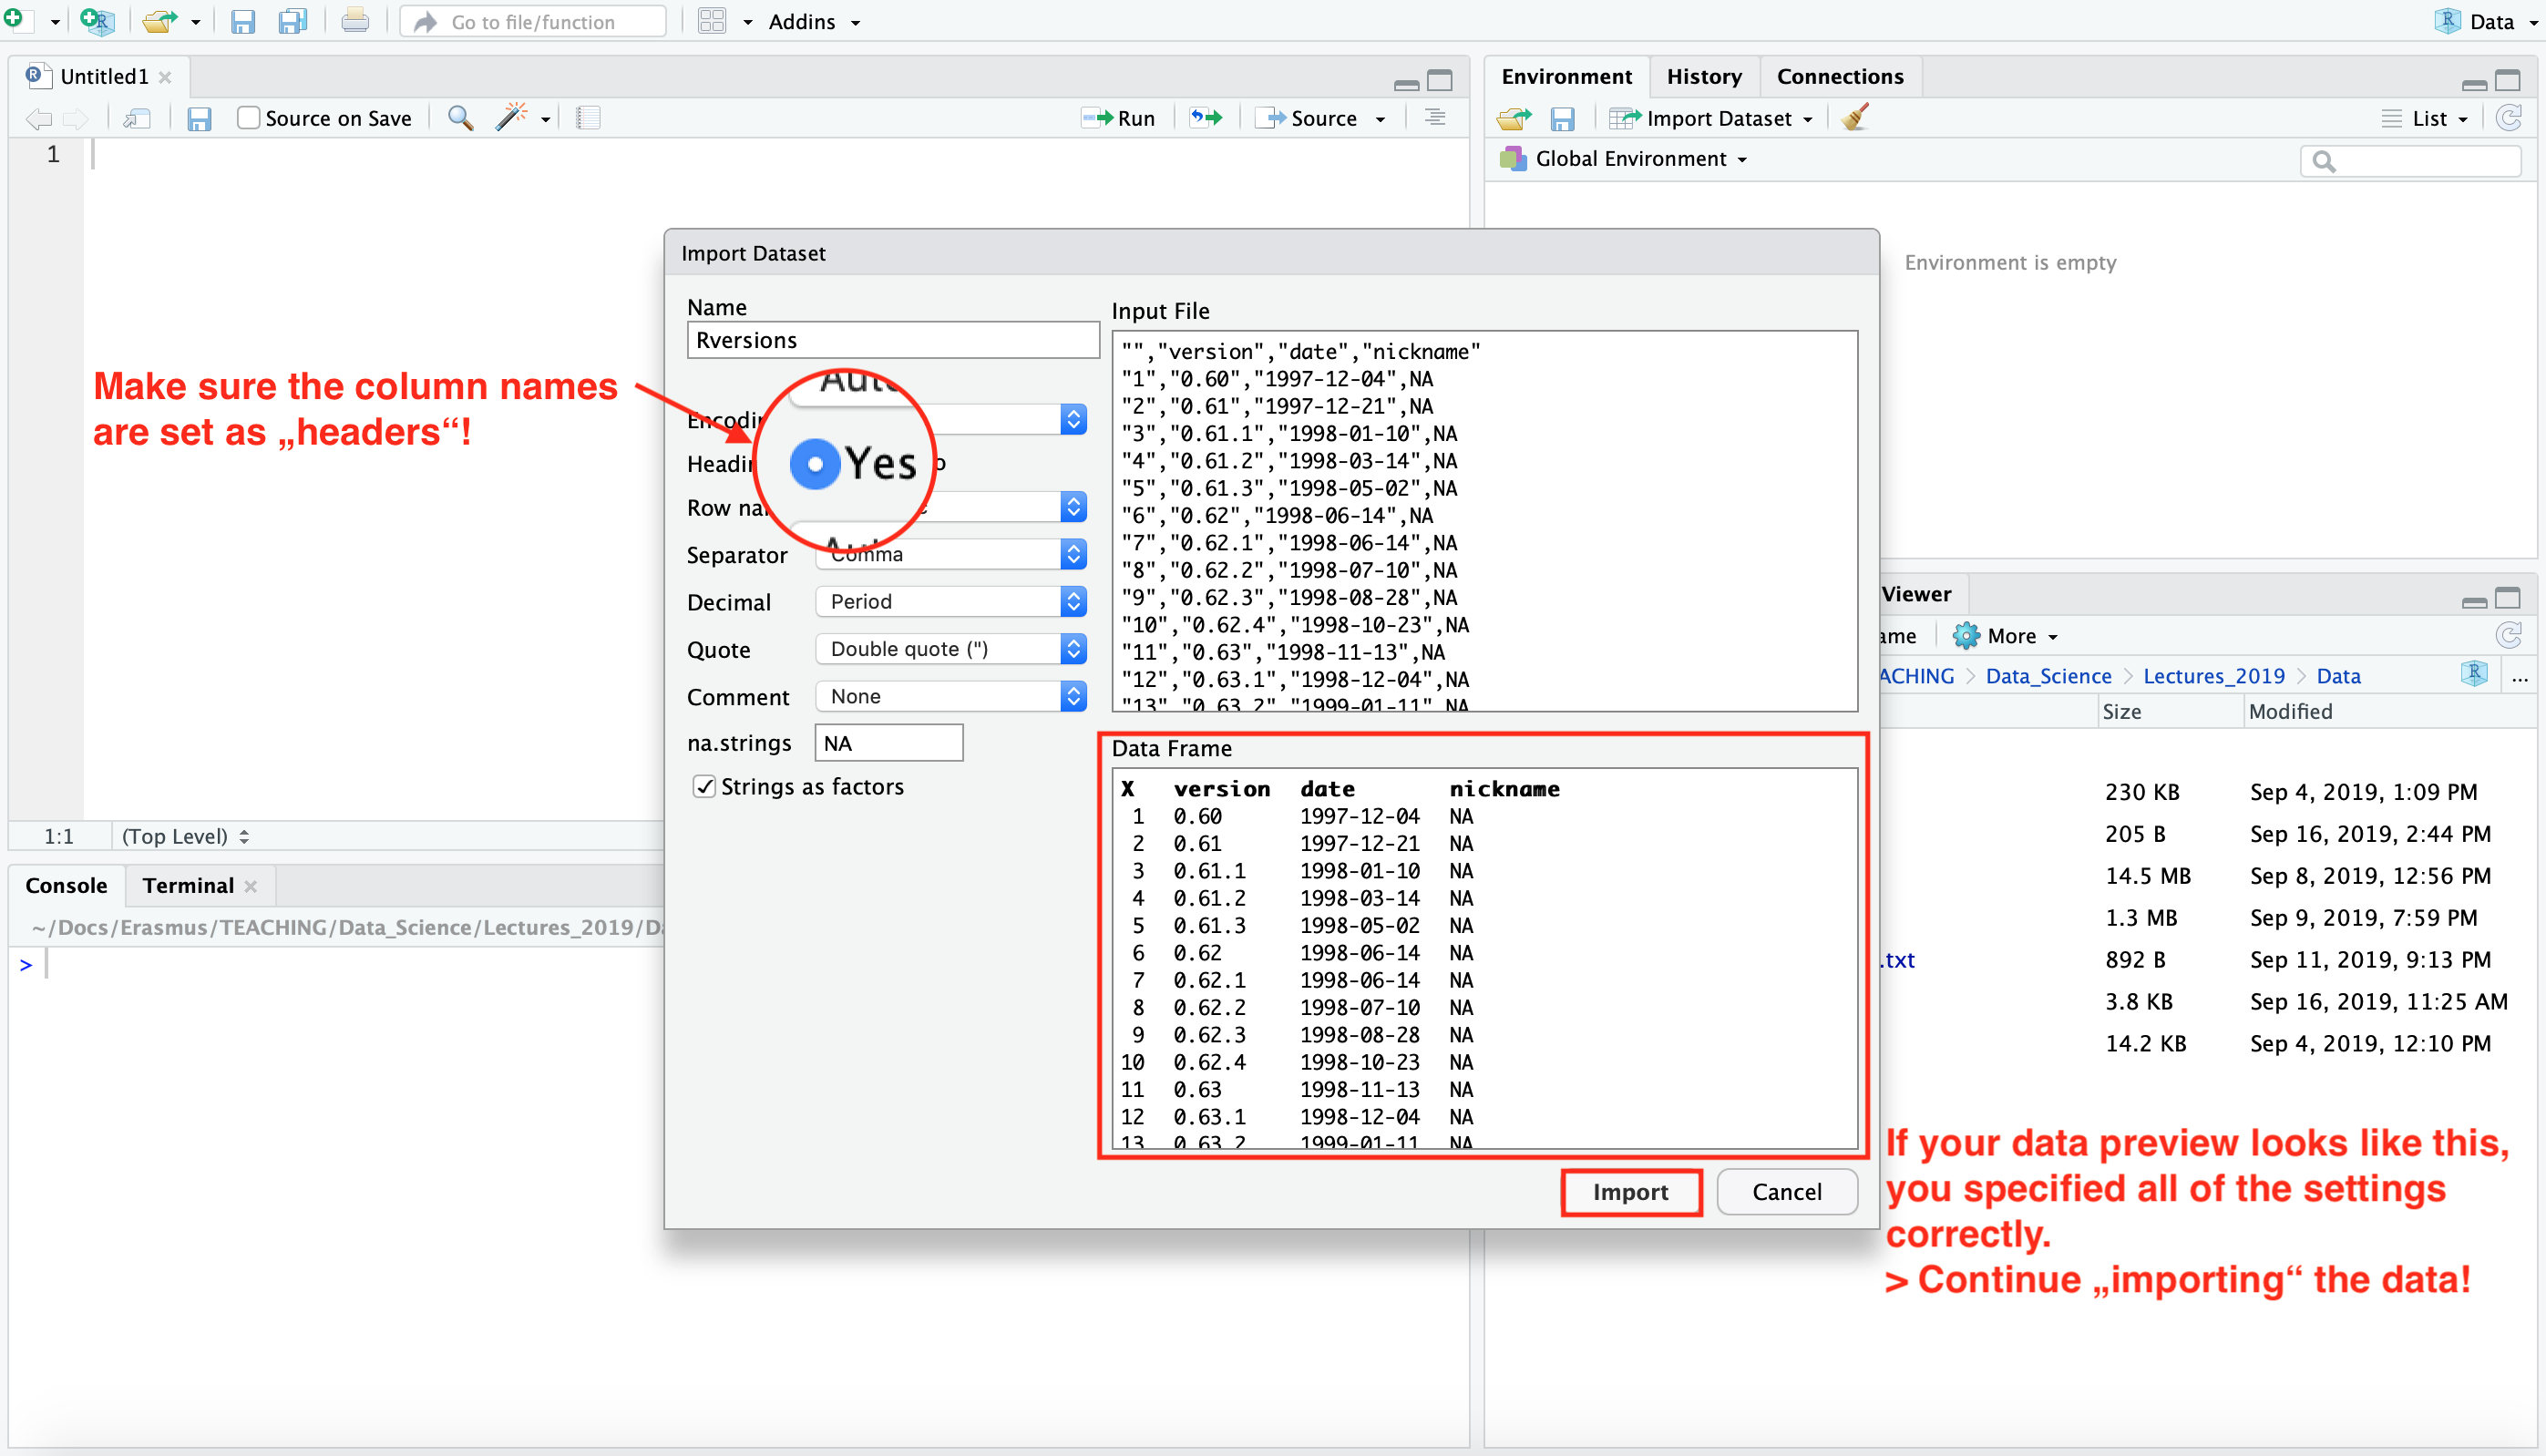 Go to file/function
Addins
Data
Untitled1
Source on Save
Run
Source
1
1:1
(Top Level)
Console
Terminal
~/Docs/Erasmus/TEACHING/Data_Science/Lectures_2019/Da
>
Environment
History
Connections
Import Dataset
List
Global Environment
Environment is empty
Viewer
ame
More
ACHING
Data_Science
Lectures_2019
Data
...
Size
Modified
230 KB
Sep 4, 2019, 1:09 PM
205 B
Sep 16, 2019, 2:44 PM
14.5 MB
Sep 8, 2019, 12:56 PM
1.3 MB
Sep 9, 2019, 7:59 PM
.txt
892 B
Sep 11, 2019, 9:13 PM
3.8 KB
Sep 16, 2019, 11:25 AM
14.2 KB
Sep 4, 2019, 12:10 PM
Make sure the column names
are set as „headers“!
Import Dataset
Name
Rversions
Yes
Separator
Comma
Decimal
Period
Quote
Double quote (")
Comment
None
na.strings
NA
Strings as factors
Input File
"","version","date","nickname"
"1","0.60","1997-12-04",NA
"2","0.61","1997-12-21",NA
"3","0.61.1","1998-01-10",NA
"4","0.61.2","1998-03-14",NA
"5","0.61.3","1998-05-02",NA
"6","0.62","1998-06-14",NA
"7","0.62.1","1998-06-14",NA
"8","0.62.2","1998-07-10",NA
"9","0.62.3","1998-08-28",NA
"10","0.62.4","1998-10-23",NA
"11","0.63","1998-11-13",NA
"12","0.63.1","1998-12-04",NA
"13","0.63.2","1999-01-11",NA
Data Frame
X version date nickname
1 0.60 1997-12-04 NA
2 0.61 1997-12-21 NA
3 0.61.1 1998-01-10 NA
4 0.61.2 1998-03-14 NA
5 0.61.3 1998-05-02 NA
6 0.62 1998-06-14 NA
7 0.62.1 1998-06-14 NA
8 0.62.2 1998-07-10 NA
9 0.62.3 1998-08-28 NA
10 0.62.4 1998-10-23 NA
11 0.63 1998-11-13 NA
12 0.63.1 1998-12-04 NA
13 0.63.2 1999-01-11 NA
Import
Cancel
If your data preview looks like this,
you specified all of the settings
correctly.
> Continue „importing“ the data!